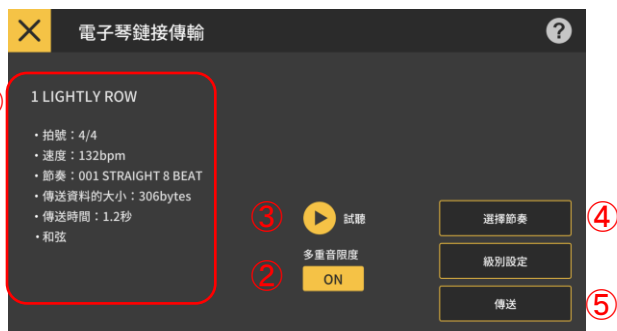 電子琴鏈接傳輸
?
1 LIGHTLY ROW
・拍號：4/4
・速度：132bpm
・節奏：001 STRAIGHT 8 BEAT
・傳送資料的大小：306bytes
・傳送時間：1.2秒
・和弦
③ 試聽
選擇節奏 ④
多重音限度
② ON
級別設定
傳送 ⑤